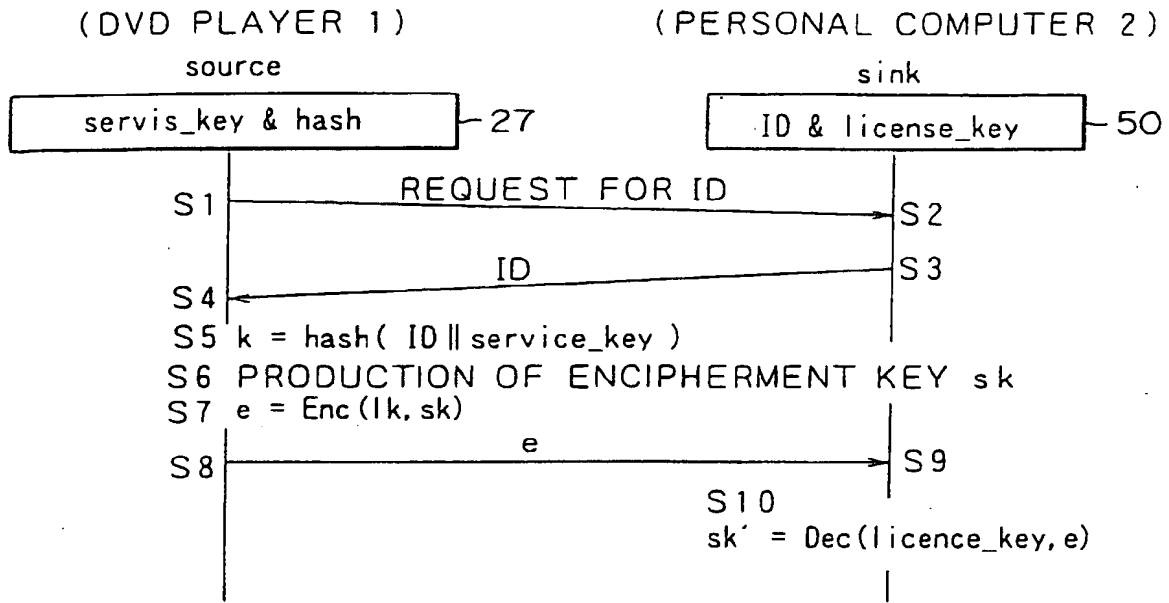 (DVD PLAYER 1)
(PERSONAL COMPUTER 2)
source
sink
servis_key & hash
27
ID & license_key
50
S1
REQUEST FOR ID
S2
ID
S3
S4
S5 k = hash( ID || service_key )
S6 PRODUCTION OF ENCIPHERMENT KEY sk
S7 e = Enc(lk, sk)
S8
e
S9
S10
sk´ = Dec(licence_key, e)